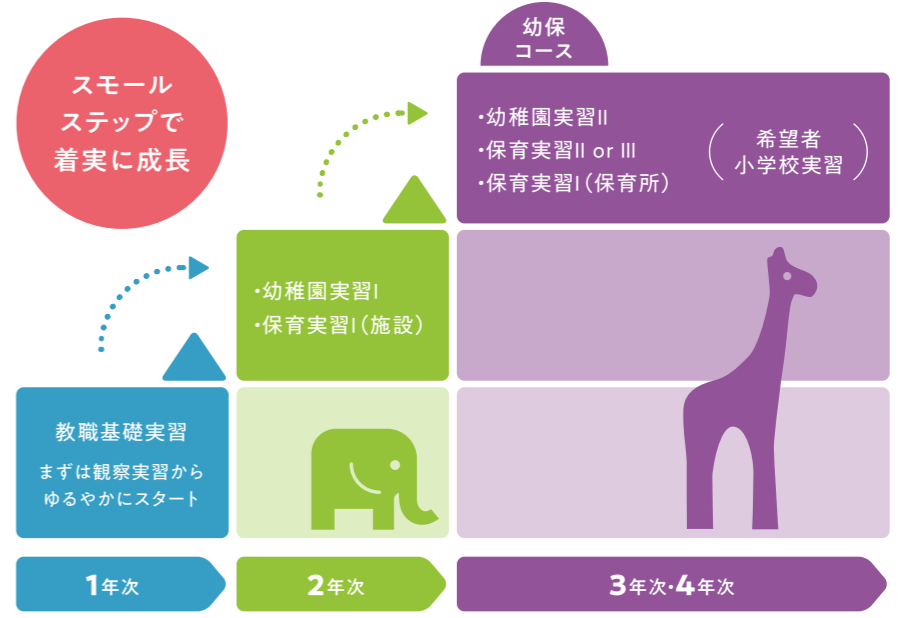 スモール
ステップで
着実に成長
幼保
コース
・幼稚園実習II
・保育実習II or III
・保育実習I（保育所）
（希望者
小学校実習）
・幼稚園実習I
・保育実習I（施設）
教職基礎実習
まずは観察実習から
ゆるやかにスタート
1年次
2年次
3年次・4年次